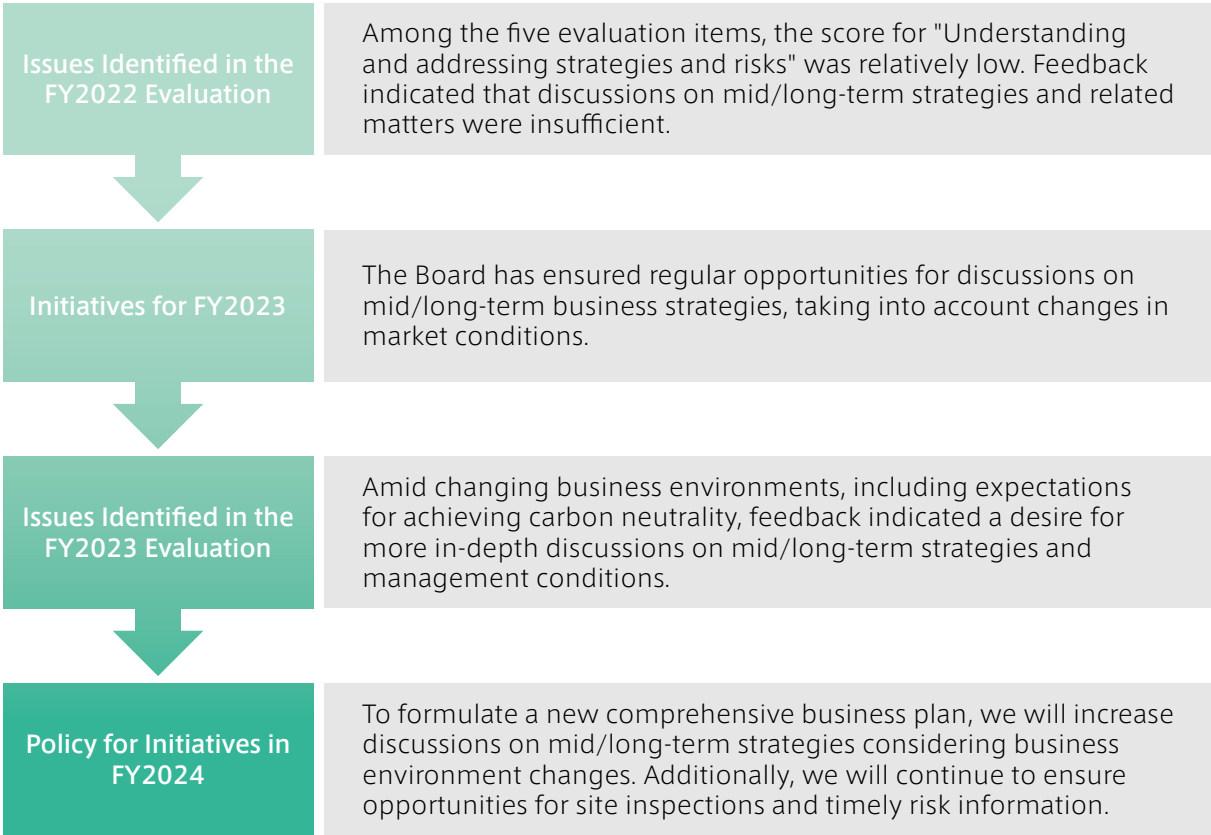 Issues Identified in the
FY2022 Evaluation
Among the five evaluation items, the score for "Understanding
and addressing strategies and risks" was relatively low. Feedback
indicated that discussions on mid/long-term strategies and related
matters were insufficient.
Initiatives for FY2023
The Board has ensured regular opportunities for discussions on
mid/long-term business strategies, taking into account changes in
market conditions.
Issues Identified in the
FY2023 Evaluation
Amid changing business environments, including expectations
for achieving carbon neutrality, feedback indicated a desire for
more in-depth discussions on mid/long-term strategies and
management conditions.
Policy for Initiatives in
FY2024
To formulate a new comprehensive business plan, we will increase
discussions on mid/long-term strategies considering business
environment changes. Additionally, we will continue to ensure
opportunities for site inspections and timely risk information.